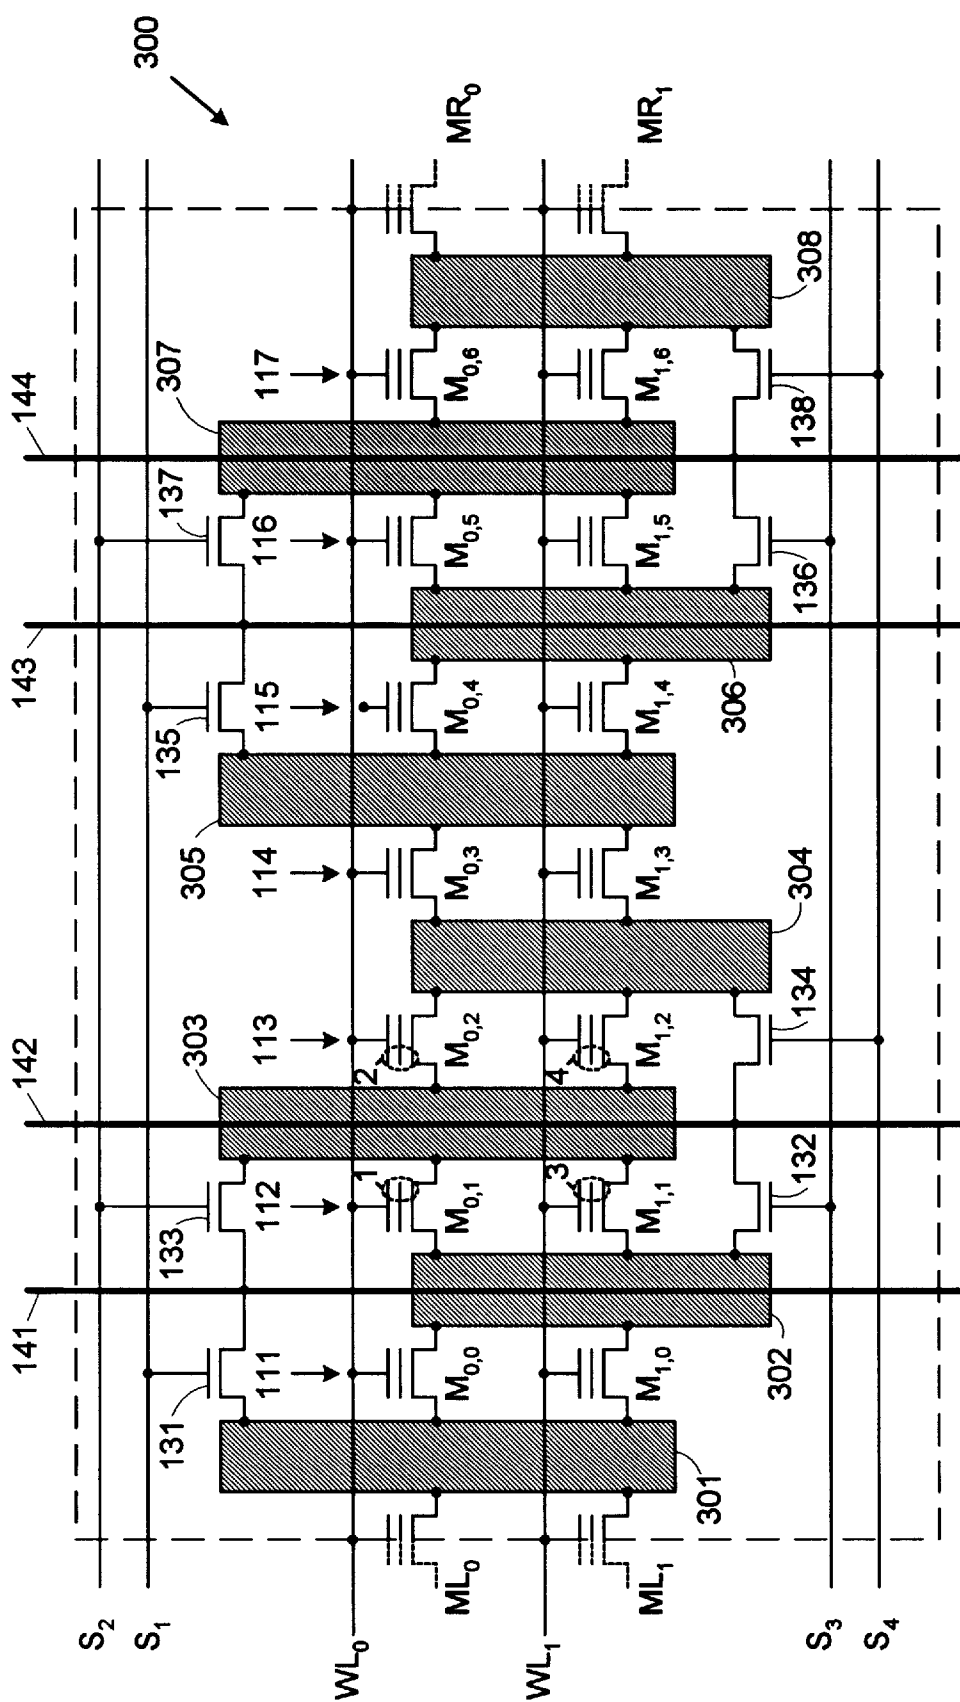 300
144
143
142
141
S₂
S₁
131
133
135
137
307
305
303
111
112
113
114
115
116
117
WL₀
ML₀
M₀,₀
1
M₀,₁
2
M₀,₂
M₀,₃
M₀,₄
M₀,₅
M₀,₆
MR₀
WL₁
ML₁
M₁,₀
3
M₁,₁
4
M₁,₂
M₁,₃
M₁,₄
M₁,₅
M₁,₆
MR₁
301
302
304
306
308
132
134
136
138
S₃
S₄